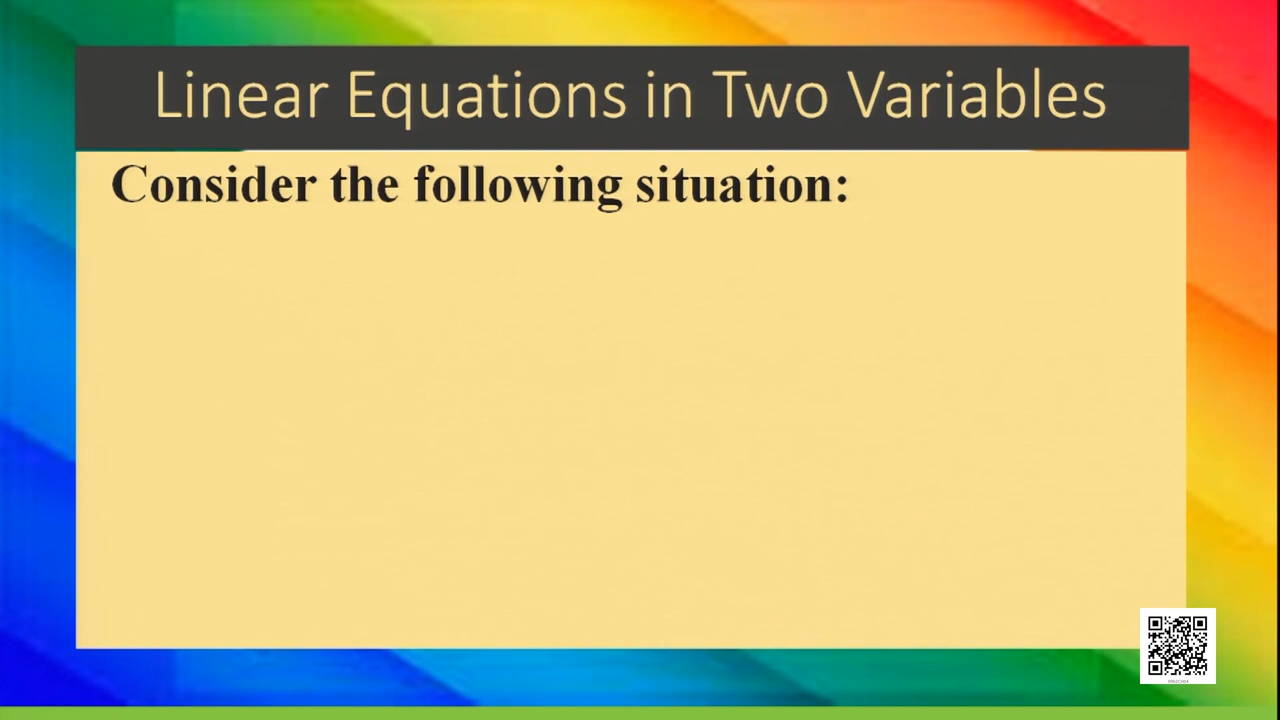 Linear Equations in Two Variables
Consider the following situation: